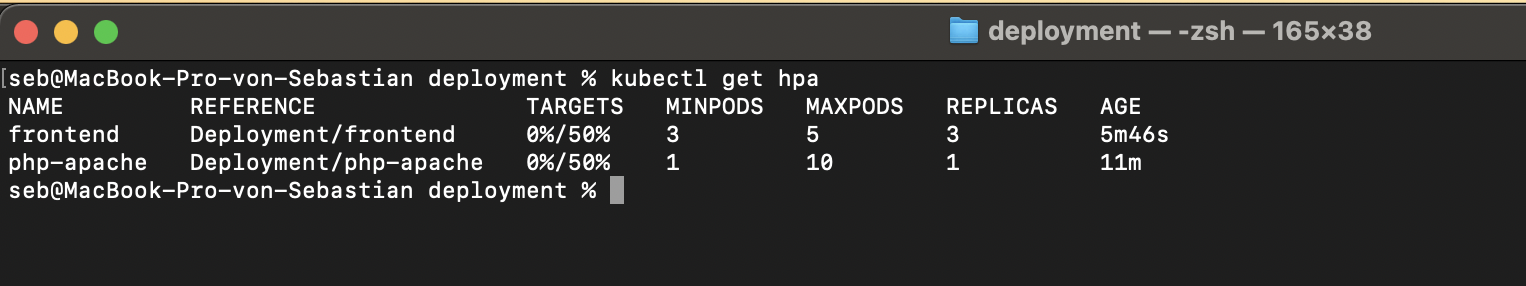 deployment — -zsh — 165×38
[seb@MacBook-Pro-von-Sebastian deployment % kubectl get hpa
NAME         REFERENCE               TARGETS   MINPODS   MAXPODS   REPLICAS   AGE
frontend     Deployment/frontend     0%/50%    3         5         3          5m46s
php-apache   Deployment/php-apache   0%/50%    1         10        1          11m
seb@MacBook-Pro-von-Sebastian deployment %